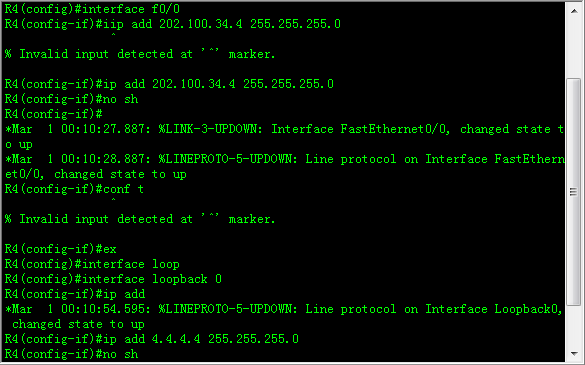 R4(config)#interface f0/0
R4(config-if)#iip add 202.100.34.4 255.255.255.0
^
% Invalid input detected at '^' marker.
R4(config-if)#ip add 202.100.34.4 255.255.255.0
R4(config-if)#no sh
R4(config-if)#
*Mar  1 00:10:27.887: %LINK-3-UPDOWN: Interface FastEthernet0/0, changed state t
o up
*Mar  1 00:10:28.887: %LINEPROTO-5-UPDOWN: Line protocol on Interface FastEthern
et0/0, changed state to up
R4(config-if)#conf t
^
% Invalid input detected at '^' marker.
R4(config-if)#ex
R4(config)#interface loop
R4(config)#interface loopback 0
R4(config-if)#ip add
*Mar  1 00:10:54.595: %LINEPROTO-5-UPDOWN: Line protocol on Interface Loopback0,
changed state to up
R4(config-if)#ip add 4.4.4.4 255.255.255.0
R4(config-if)#no sh